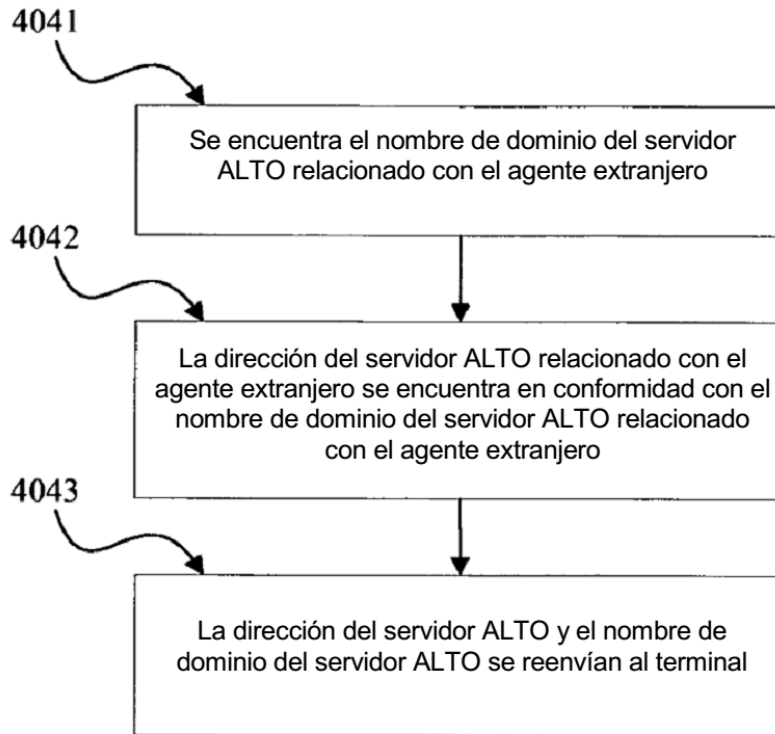 4041
Se encuentra el nombre de dominio del servidor
ALTO relacionado con el agente extranjero
4042
La dirección del servidor ALTO relacionado con el
agente extranjero se encuentra en conformidad con el
nombre de dominio del servidor ALTO relacionado
con el agente extranjero
4043
La dirección del servidor ALTO y el nombre de
dominio del servidor ALTO se reenvían al terminal